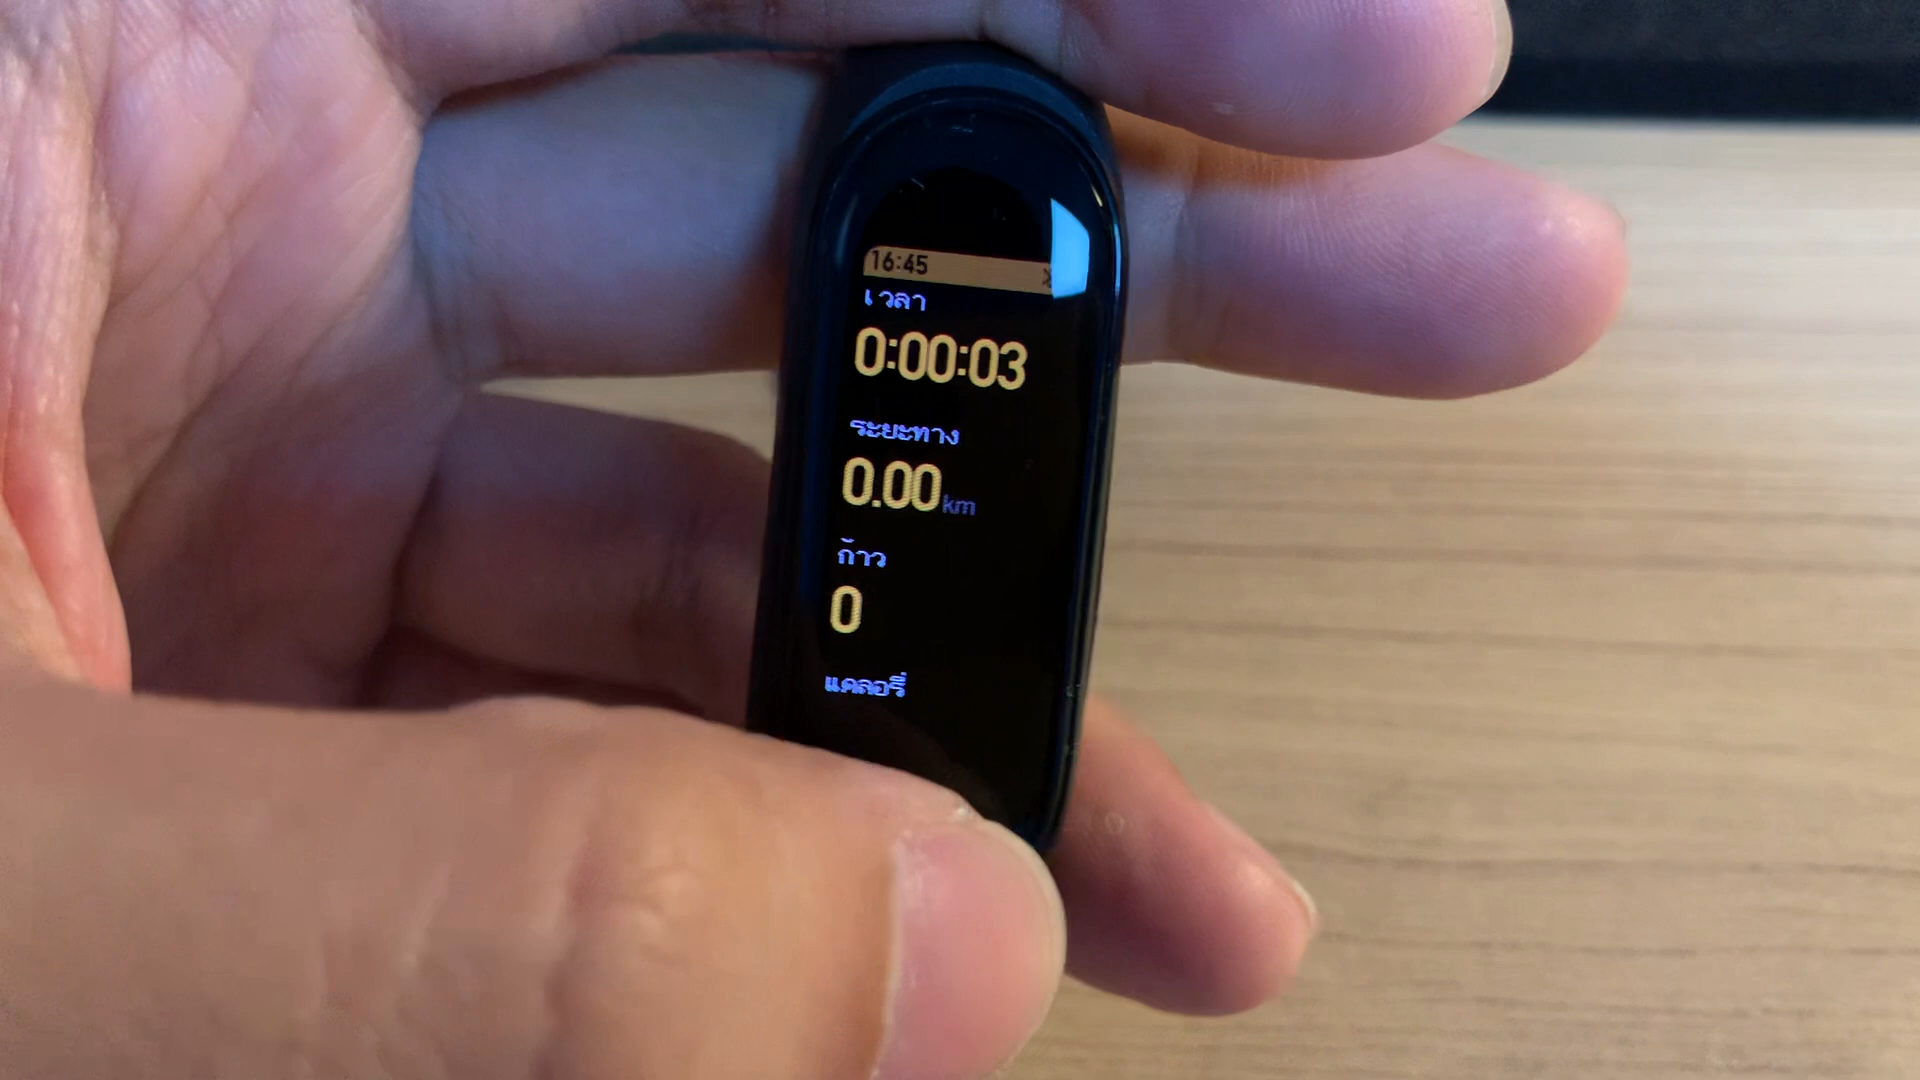 16:45
เวลา
0:00:03
ระยะทาง
0.00km
ก้าว
0
แคลอรี่